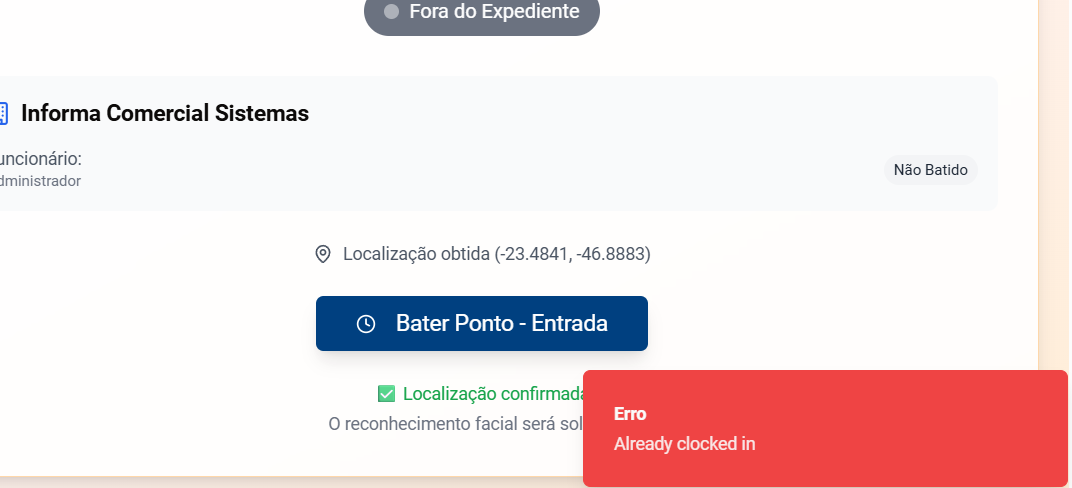 Fora do Expediente
Informa Comercial Sistemas
uncionário:
dministrador
Não Batido
Localização obtida (-23.4841, -46.8883)
Bater Ponto - Entrada
✅ Localização confirmada
O reconhecimento facial será sol
Erro
Already clocked in